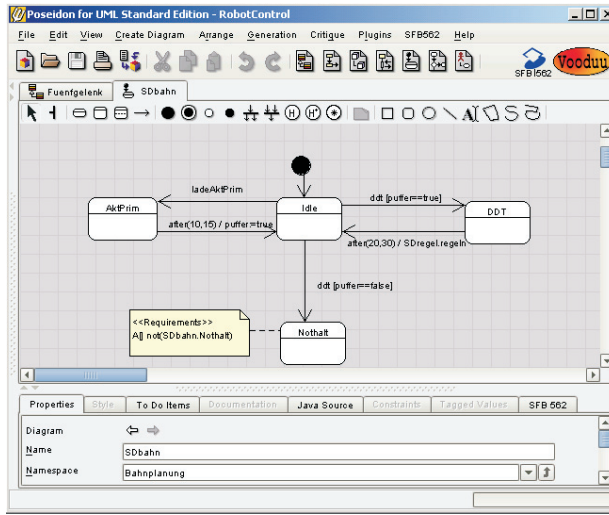 Poseidon for UML Standard Edition - RobotControl
File Edit View Create Diagram Arrange Generation Critique Plugins SFB562 Help
SFB 562
Vooduu
Fuenfgelenk SDbahn
H H* *
A
ladeAktPrim
ddt [puffer==true]
AktPrim
Idle
DDT
after(10,15) / puffer=true
after(20,30) / SDregel.regeln
ddt [puffer==false]
<<Requirements>>
A[] not(SDbahn.Nothalt)
Nothalt
Properties Style To Do Items Documentation Java Source Constraints Tagged Values SFB 562
Diagram
Name SDbahn
Namespace Bahnplanung